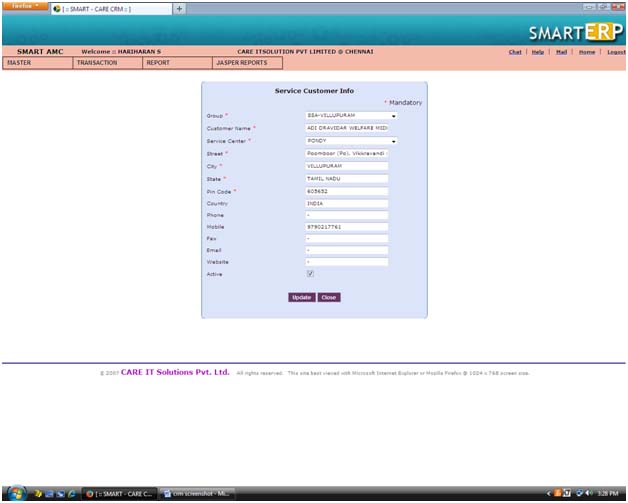 Firefox
[ :: SMART - CARE CRM :: ]
+
SMARTERP
SMART AMC Welcome :: HARIHARAN S CARE ITSOLUTION PVT LIMITED @ CHENNAI Chat | Help | Mail | Home | Logout
MASTER TRANSACTION REPORT JASPER REPORTS
Service Customer Info
* Mandatory
Group * SSA-VILLUPURAM
Customer Name * ADI DRAVIDAR WELFARE MIDI
Service Center * PONDY
Street * Poomboor (Po), Vikkravandi
City * VILLUPURAM
State * TAMIL NADU
Pin Code * 605652
Country INDIA
Phone -
Mobile 9790217761
Fax -
Email -
Website -
Active
Update Close
© 2007 CARE IT Solutions Pvt. Ltd. All rights reserved. This site best viewed with Microsoft Internet Explorer or Mozilla Firefox @ 1024 x 768 screen size.
[ :: SMART - CARE C... crm screenshot - Mi... 3:28 PM